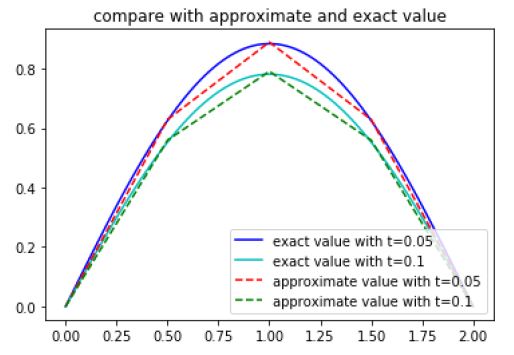 compare with approximate and exact value
0.8
0.6
0.4
0.2
0.0
exact value with t=0.05
exact value with t=0.1
approximate value with t=0.05
approximate value with t=0.1
0.00 0.25 0.50 0.75 1.00 1.25 1.50 1.75 2.00